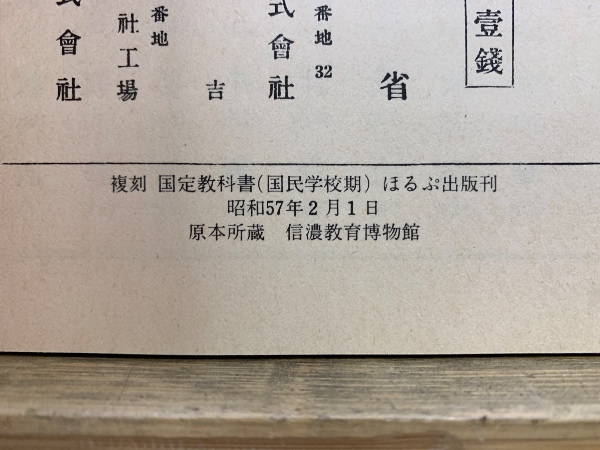 壹錢
省
番地 32
式會社
吉
番地
社工場
式會社
複刻 国定教科書(国民学校期) ほるぷ出版刊
昭和57年2月1日
原本所蔵 信濃教育博物館